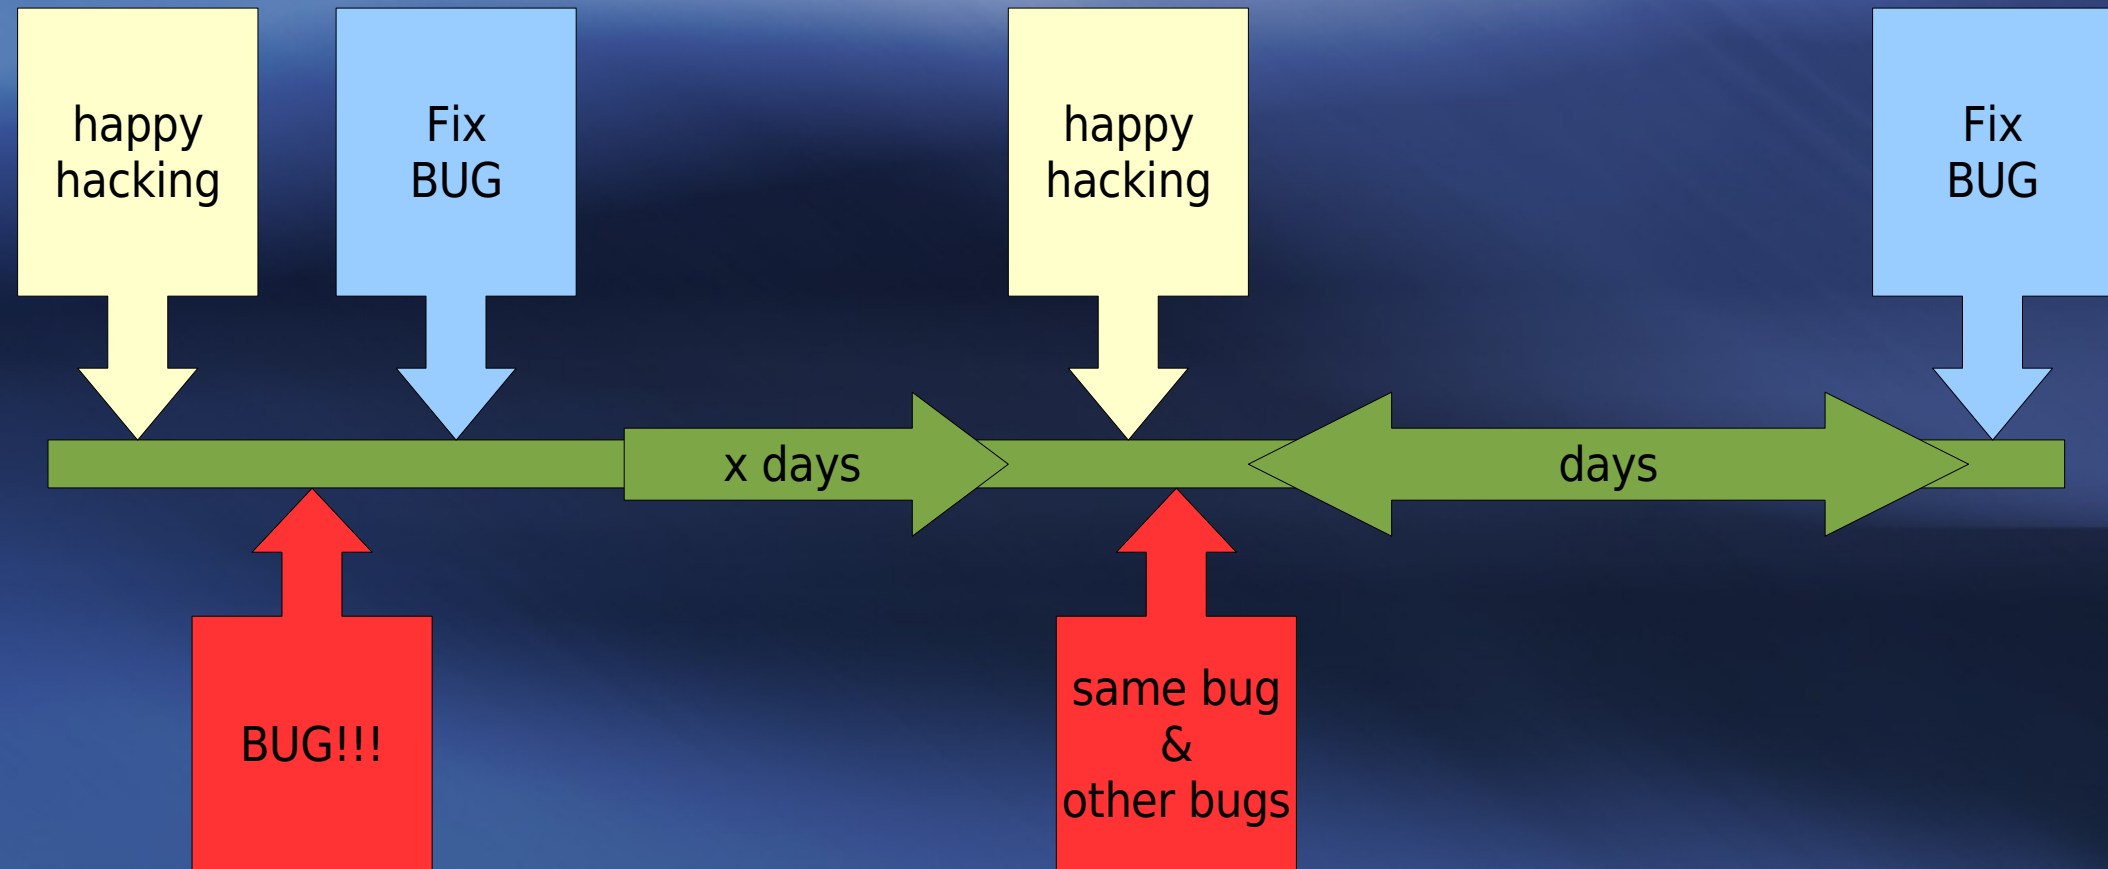 happy
hacking
Fix
BUG
happy
hacking
Fix
BUG
x days
days
BUG!!!
same bug
&
other bugs